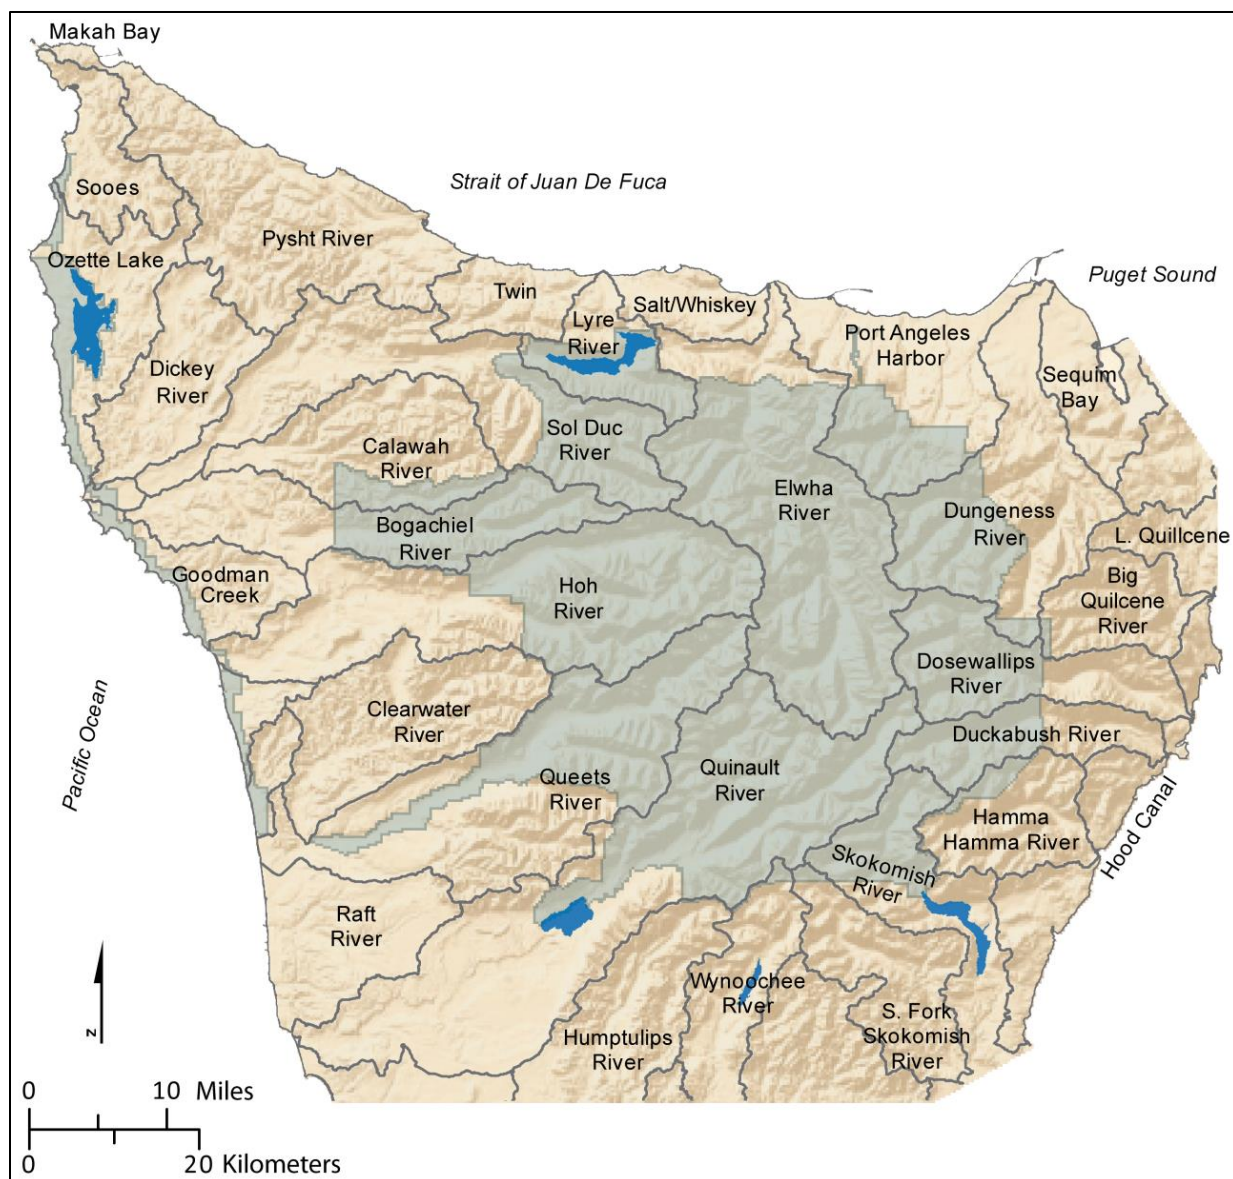 Makah Bay
Strait of Juan De Fuca
Sooes
Pysht River
Ozette Lake
Puget Sound
Twin
Salt/Whiskey
Lyre
River
Port Angeles
Harbor
Dickey
River
Sequim
Bay
Sol Duc
River
Calawah
River
Elwha
River
Dungeness
River
Bogachiel
River
L. Quillcene
Goodman
Creek
Hoh
River
Big
Quilcene
River
Dosewallips
River
Clearwater
River
Pacific Ocean
Duckabush River
Queets
River
Quinault
River
Hamma
Hamma River
Hood Canal
Skokomish
River
Raft
River
Wynoochee
River
S. Fork
Skokomish
River
Humptulips
River
z
0 10 Miles
0 20 Kilometers